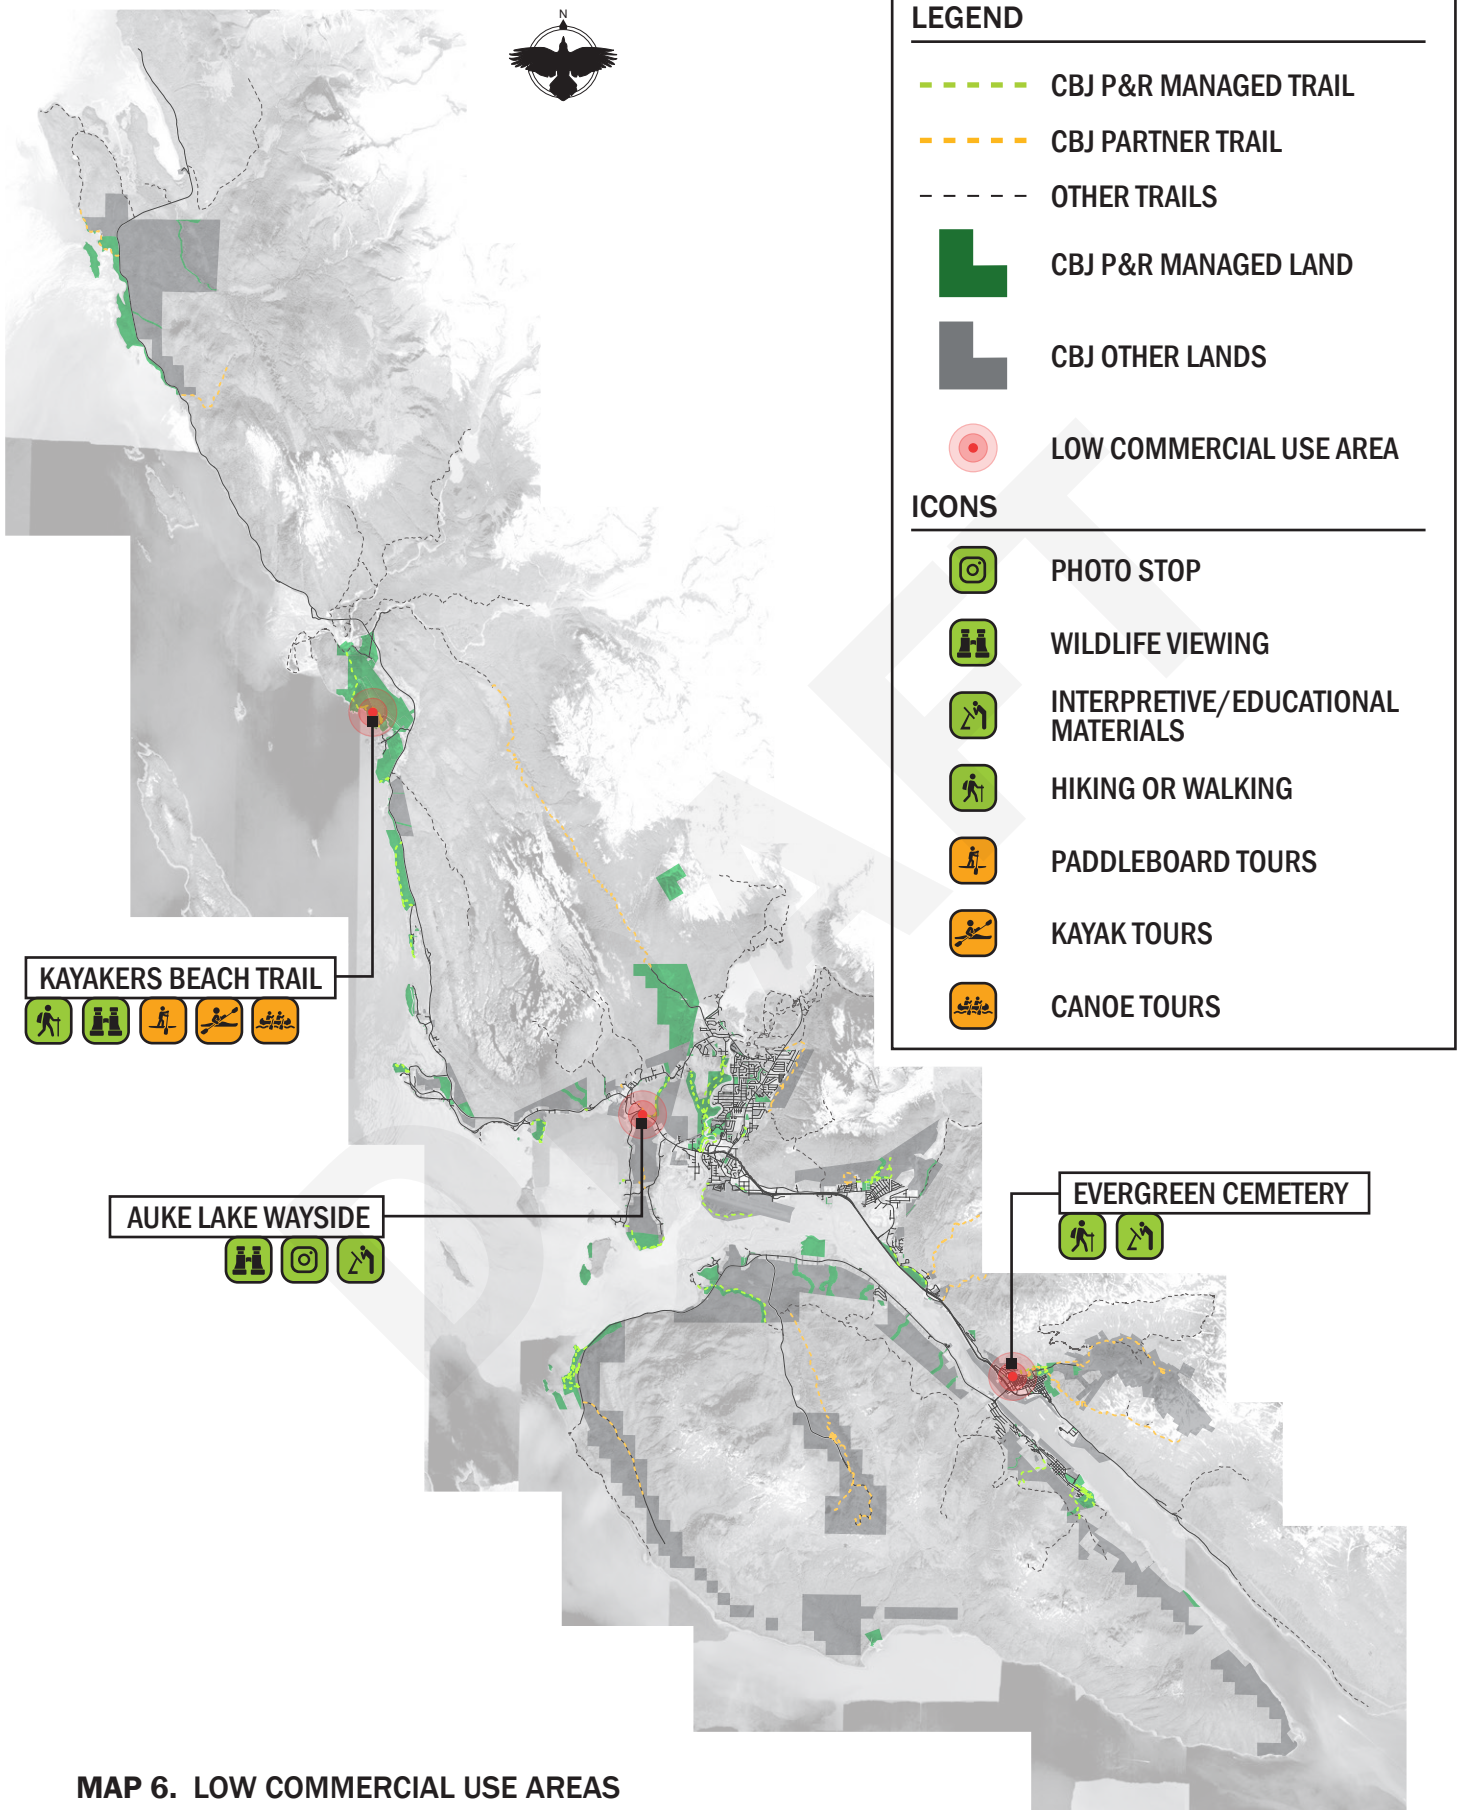 N
LEGEND
CBJ P&R MANAGED TRAIL
CBJ PARTNER TRAIL
OTHER TRAILS
CBJ P&R MANAGED LAND
CBJ OTHER LANDS
LOW COMMERCIAL USE AREA
ICONS
PHOTO STOP
WILDLIFE VIEWING
INTERPRETIVE/EDUCATIONAL
MATERIALS
HIKING OR WALKING
PADDLEBOARD TOURS
KAYAK TOURS
CANOE TOURS
KAYAKERS BEACH TRAIL
AUKE LAKE WAYSIDE
EVERGREEN CEMETERY
DRAFT
MAP 6. LOW COMMERCIAL USE AREAS